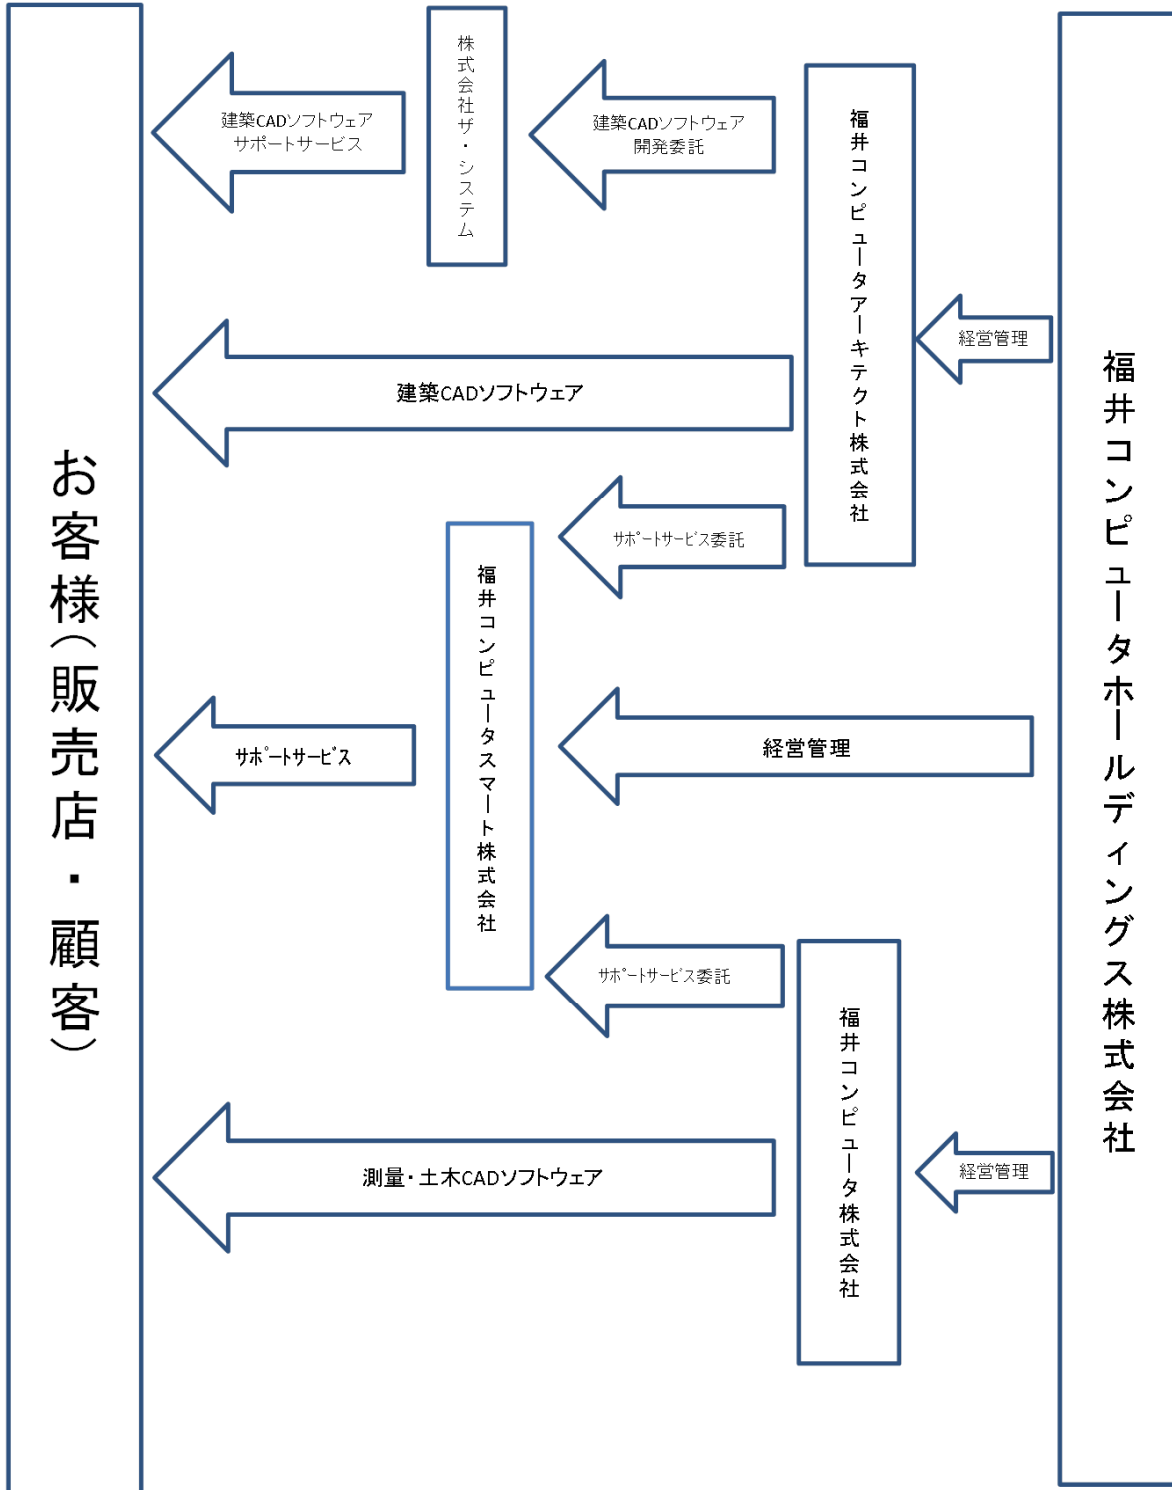 お客様（販売店・顧客）
建築CADソフトウェア
サポートサービス
株式会社ザ・システム
建築CADソフトウェア
開発委託
福井コンピュータアーキテクト株式会社
経営管理
福井コンピュータホールディングス株式会社
建築CADソフトウェア
サポートサービス委託
福井コンピュータスマート株式会社
サポートサービス
経営管理
サポートサービス委託
福井コンピュータ株式会社
測量・土木CADソフトウェア
経営管理